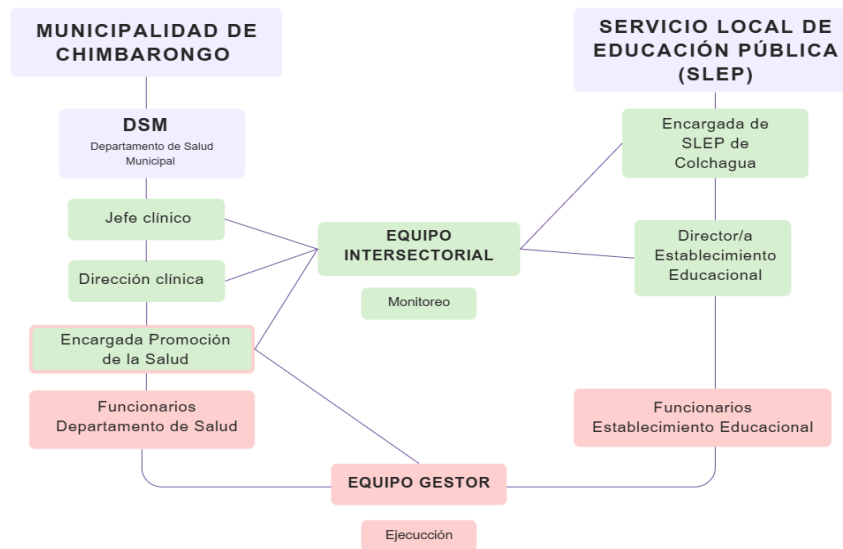 MUNICIPALIDAD DE
CHIMBARONGO
SERVICIO LOCAL DE
EDUCACIÓN PÚBLICA
(SLEP)
DSM
Departamento de Salud
Municipal
Encargada de
SLEP de
Colchagua
Jefe clínico
EQUIPO
INTERSECTORIAL
Director/a
Establecimiento
Educacional
Dirección clínica
Monitoreo
Encargada Promoción
de la Salud
Funcionarios
Departamento de Salud
Funcionarios
Establecimiento Educacional
EQUIPO GESTOR
Ejecucción